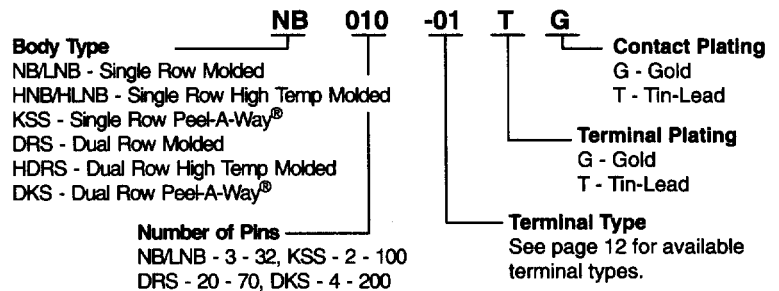 NB 010 -01 T G
Body Type
NB/LNB - Single Row Molded
HNB/HLNB - Single Row High Temp Molded
KSS - Single Row Peel-A-Way®
DRS - Dual Row Molded
HDRS - Dual Row High Temp Molded
DKS - Dual Row Peel-A-Way®
Number of Pins
NB/LNB - 3 - 32, KSS - 2 - 100
DRS - 20 - 70, DKS - 4 - 200
Contact Plating
G - Gold
T - Tin-Lead
Terminal Plating
G - Gold
T - Tin-Lead
Terminal Type
See page 12 for available
terminal types.